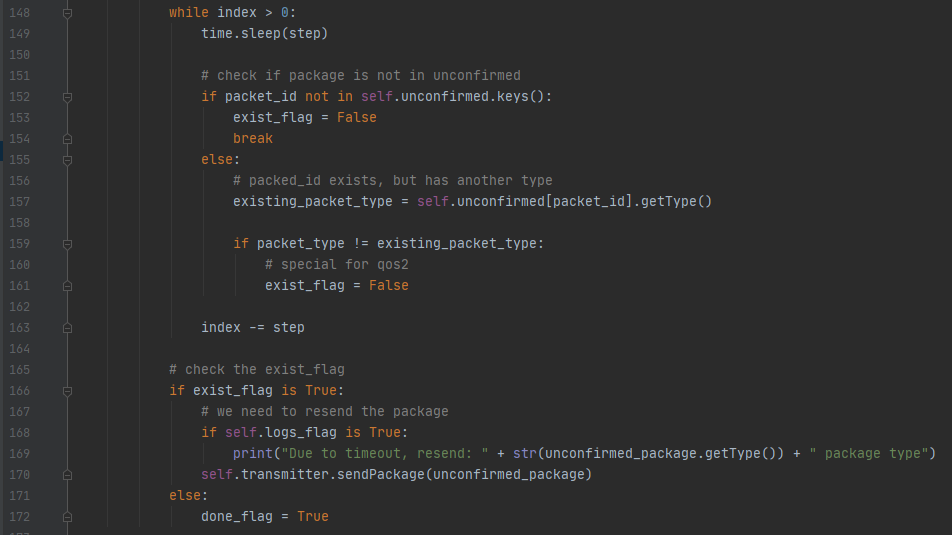 148 while index > 0:
149 time.sleep(step)
150
151 # check if package is not in unconfirmed
152 if packet_id not in self.unconfirmed.keys():
153 exist_flag = False
154 break
155 else:
156 # packed_id exists, but has another type
157 existing_packet_type = self.unconfirmed[packet_id].getType()
158
159 if packet_type != existing_packet_type:
160 # special for qos2
161 exist_flag = False
162
163 index -= step
164
165 # check the exist_flag
166 if exist_flag is True:
167 # we need to resend the package
168 if self.logs_flag is True:
169 print("Due to timeout, resend: " + str(unconfirmed_package.getType()) + " package type")
170 self.transmitter.sendPackage(unconfirmed_package)
171 else:
172 done_flag = True